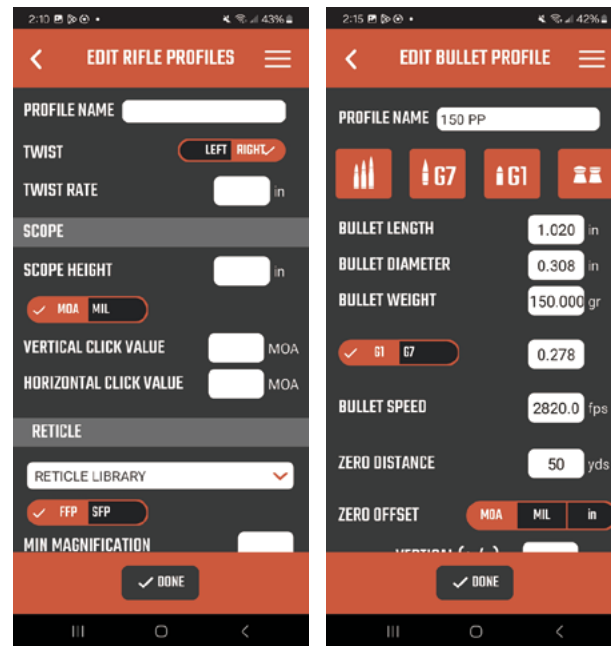 2:10
43%
EDIT RIFLE PROFILES
PROFILE NAME
TWIST LEFT RIGHT
TWIST RATE in
SCOPE
SCOPE HEIGHT in
MOA MIL
VERTICAL CLICK VALUE MOA
HORIZONTAL CLICK VALUE MOA
RETICLE
RETICLE LIBRARY
FFP SFP
MIN MAGNIFICATION
DONE
2:15
42%
EDIT BULLET PROFILE
PROFILE NAME 150 PP
G7 G1
BULLET LENGTH 1.020 in
BULLET DIAMETER 0.308 in
BULLET WEIGHT 150.000 gr
G1 G7 0.278
BULLET SPEED 2820.0 fps
ZERO DISTANCE 50 yds
ZERO OFFSET MOA MIL in
DONE